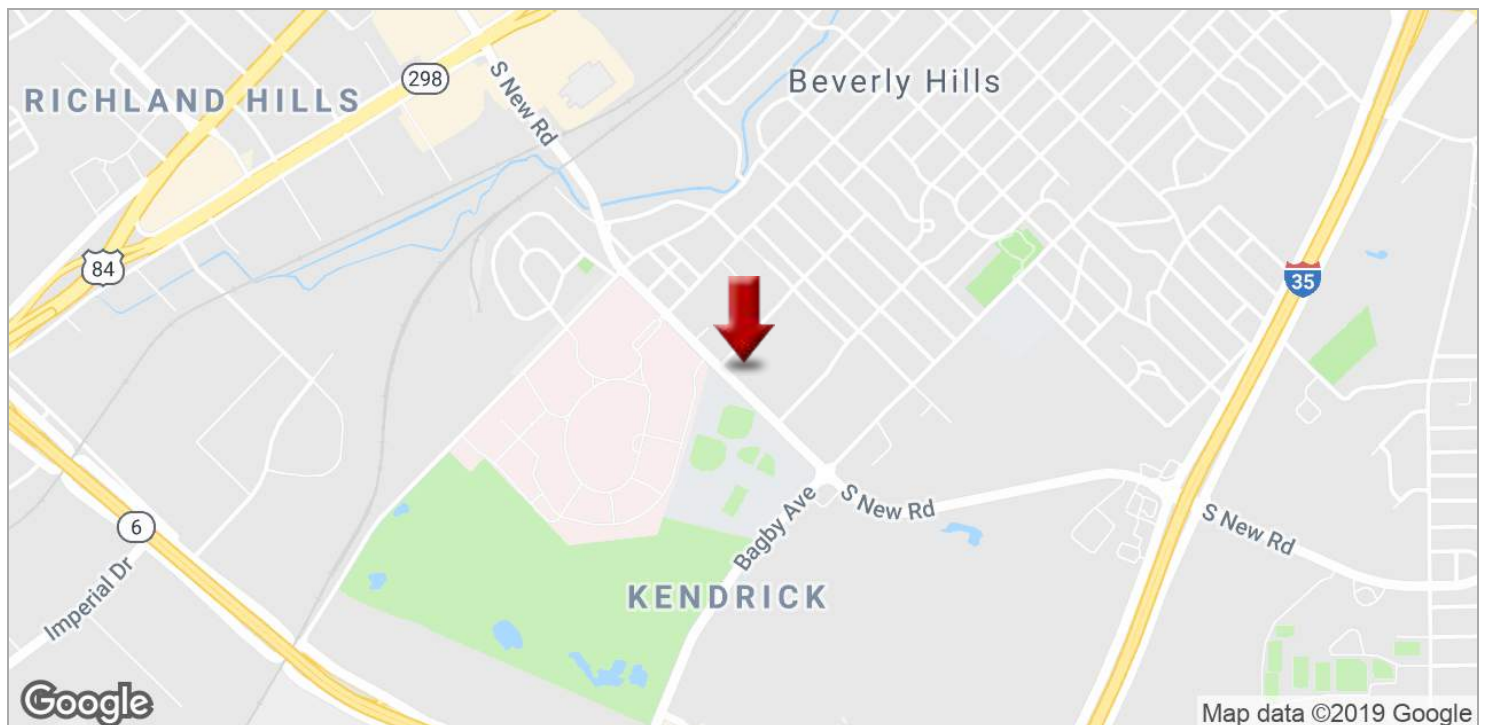 Beverly Hills
298
RICHLAND HILLS
S New Rd
84
35
6
Bagby Ave
S New Rd
S New Rd
Imperial Dr
KENDRICK
Google
Map data ©2019 Google